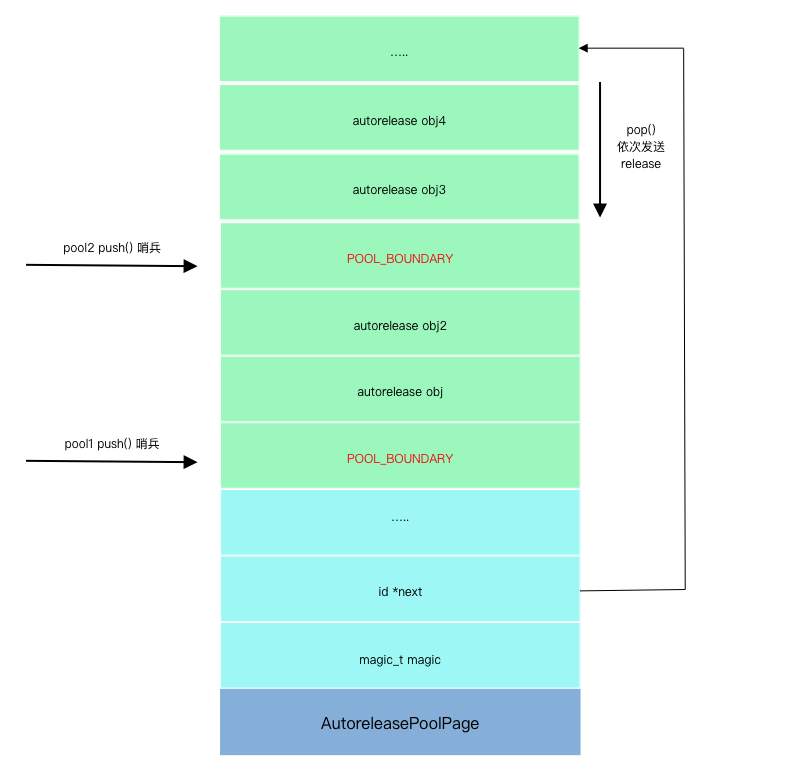 …..
autorelease obj4
pop()
依次发送
release
autorelease obj3
pool2 push() 哨兵
POOL_BOUNDARY
autorelease obj2
autorelease obj
pool1 push() 哨兵
POOL_BOUNDARY
…..
id *next
magic_t magic
AutoreleasePoolPage